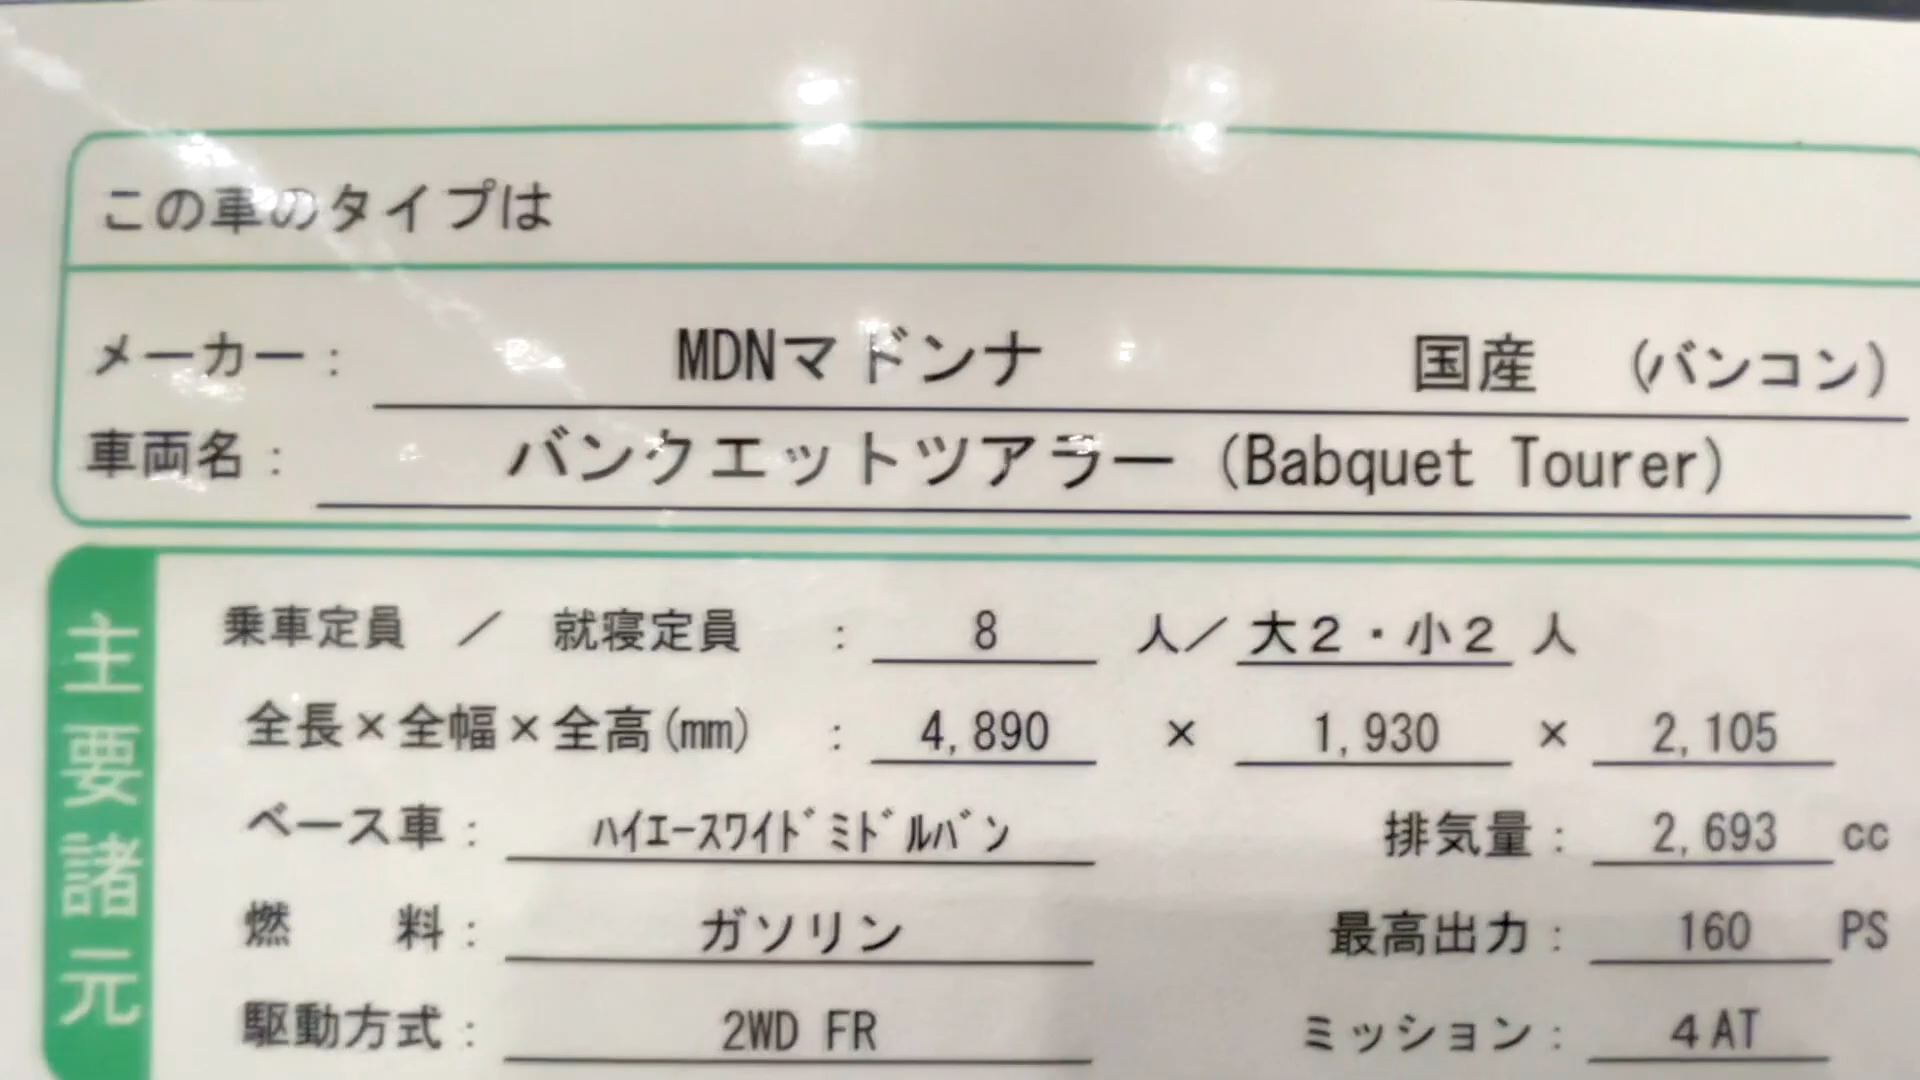 この車のタイプは
メーカー： MDNマドンナ 国産 （バンコン）
車両名： バンクエットツアラー（Babquet Tourer）
主要諸元
乗車定員 ／ 就寝定員 ： 8 人／ 大２・小２ 人
全長×全幅×全高(mm) ： 4,890 × 1,930 × 2,105
ベース車： ﾊｲｴｰｽﾜｲﾄﾞﾐﾄﾞﾙﾊﾞﾝ 排気量： 2,693 cc
燃 料： ガソリン 最高出力： 160 PS
駆動方式： 2WD FR ミッション： ４AT